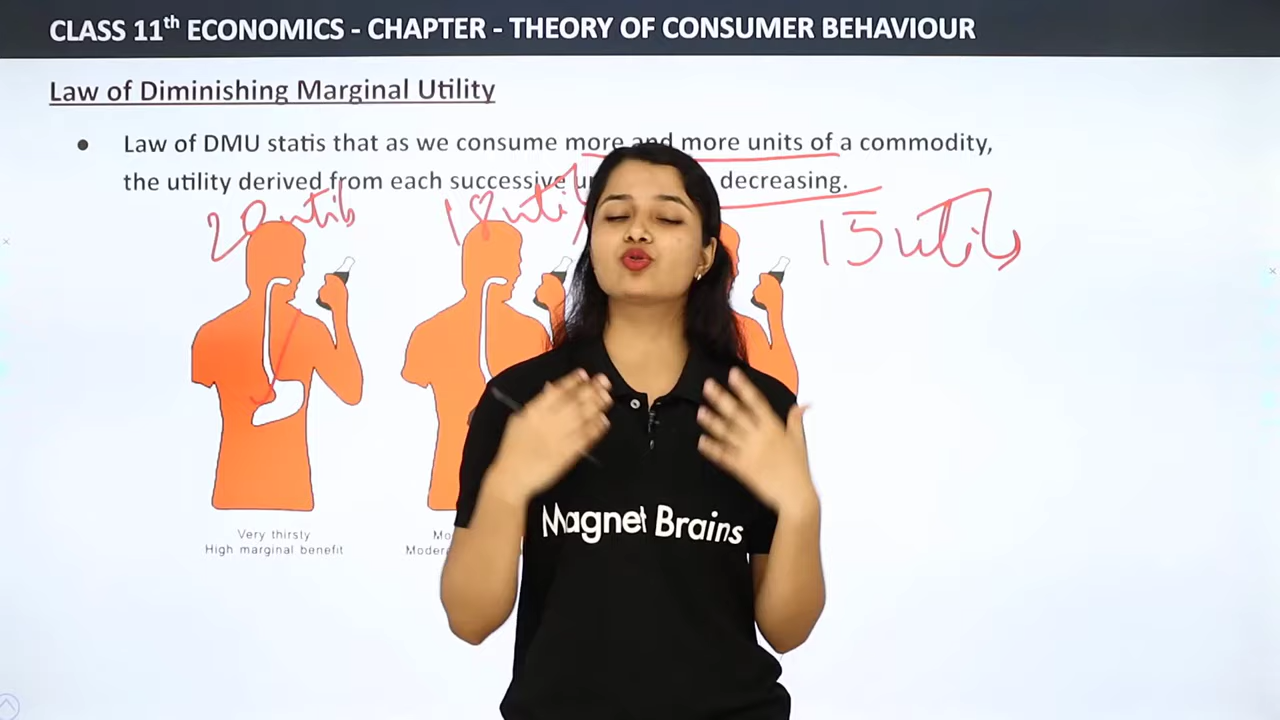 CLASS 11th ECONOMICS - CHAPTER - THEORY OF CONSUMER BEHAVIOUR
Law of Diminishing Marginal Utility
● Law of DMU statis that as we consume more and more units of a commodity,
the utility derived from each successive decreasing.
20 utils 18 utils 15 utils
Very thirsty
High marginal benefit
Magnet Brains